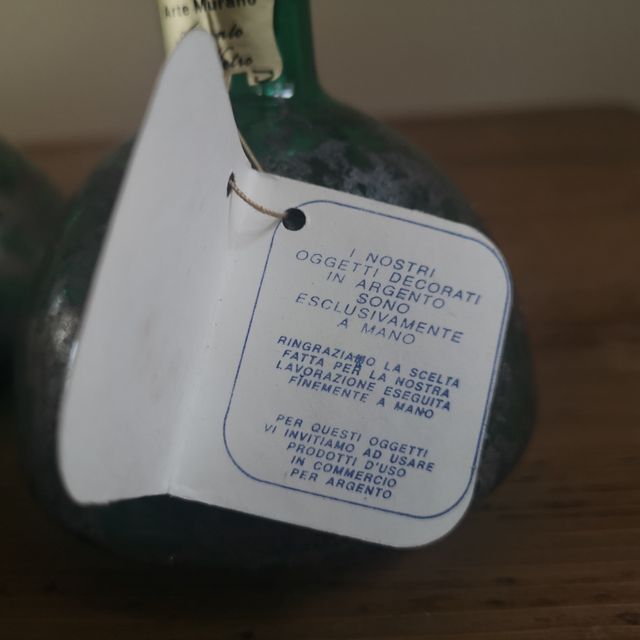 Arte Murano
I NOSTRI
OGGETTI DECORATI
IN ARGENTO
SONO
ESCLUSIVAMENTE
A MANO
RINGRAZIAMO LA SCELTA
FATTA PER LA NOSTRA
LAVORAZIONE ESEGUITA
FINEMENTE A MANO
PER QUESTI OGGETTI
VI INVITIAMO AD USARE
PRODOTTI D'USO
IN COMMERCIO
PER ARGENTO